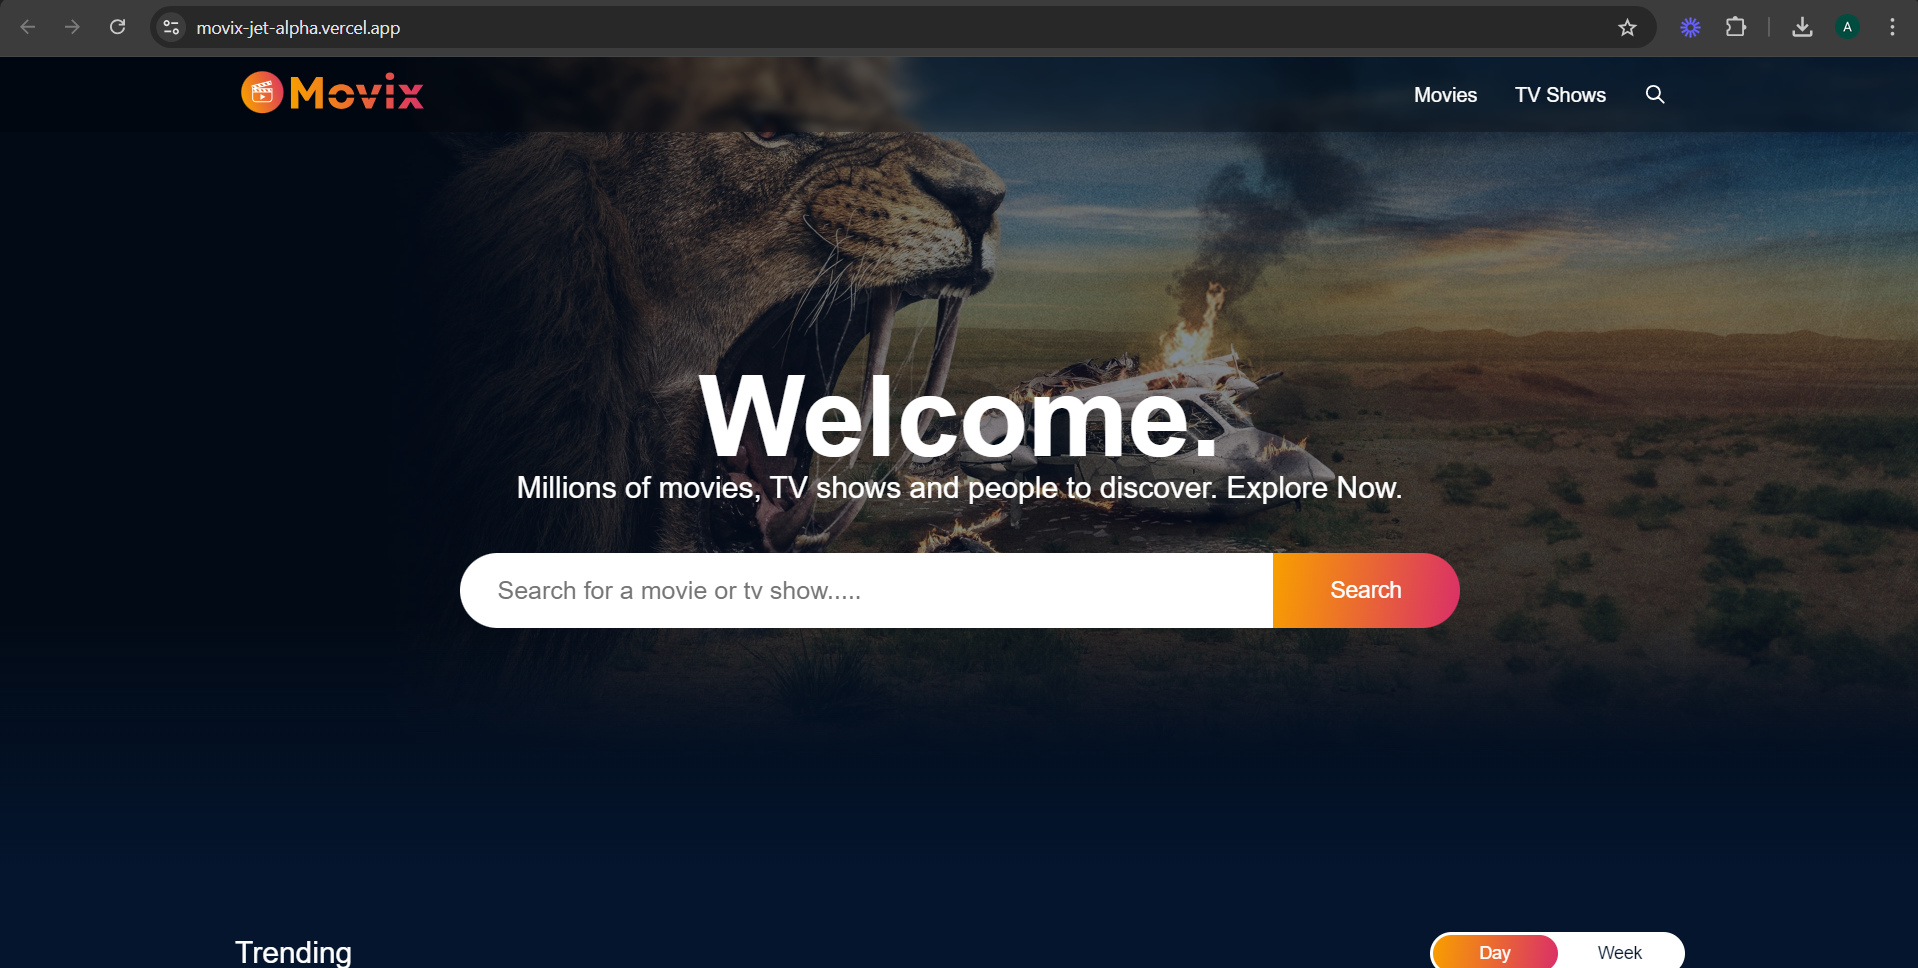 movix-jet-alpha.vercel.app
A
Movix
Movies
TV Shows
Welcome.
Millions of movies, TV shows and people to discover. Explore Now.
Search for a movie or tv show.....
Search
Trending
Day
Week